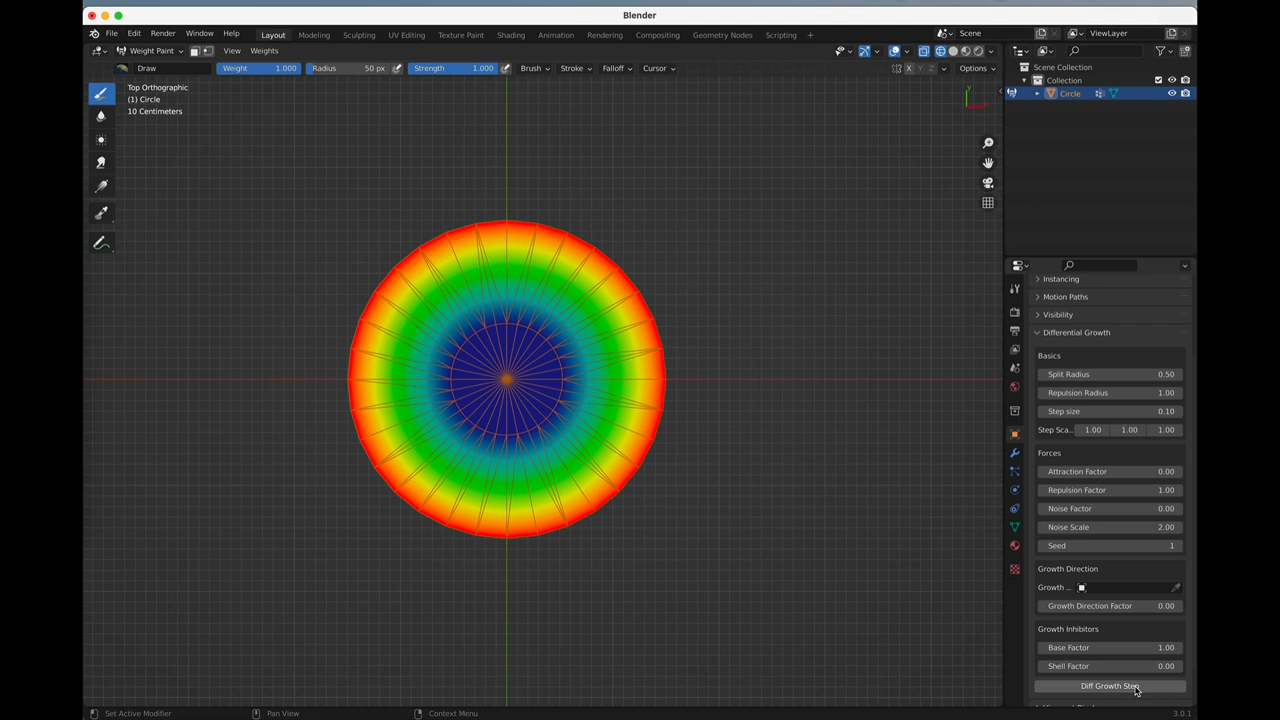 Blender
File Edit Render Window Help Layout Modeling Sculpting UV Editing Texture Paint Shading Animation Rendering Compositing Geometry Nodes Scripting + Scene ViewLayer
Weight Paint View Weights
Draw Weight 1.000 Radius 50 px Strength 1.000 Brush Stroke Falloff Cursor X Y Z Options
Top Orthographic
(1) Circle
10 Centimeters
Y
Scene Collection
Collection
Circle
Instancing
Motion Paths
Visibility
Differential Growth
Basics
Split Radius 0.50
Repulsion Radius 1.00
Step size 0.10
Step Sca... 1.00 1.00 1.00
Forces
Attraction Factor 0.00
Repulsion Factor 1.00
Noise Factor 0.00
Noise Scale 2.00
Seed 1
Growth Direction
Growth ...
Growth Direction Factor 0.00
Growth Inhibitors
Base Factor 1.00
Shell Factor 0.00
Diff Growth Step
Set Active Modifier Pan View Context Menu 3.0.1